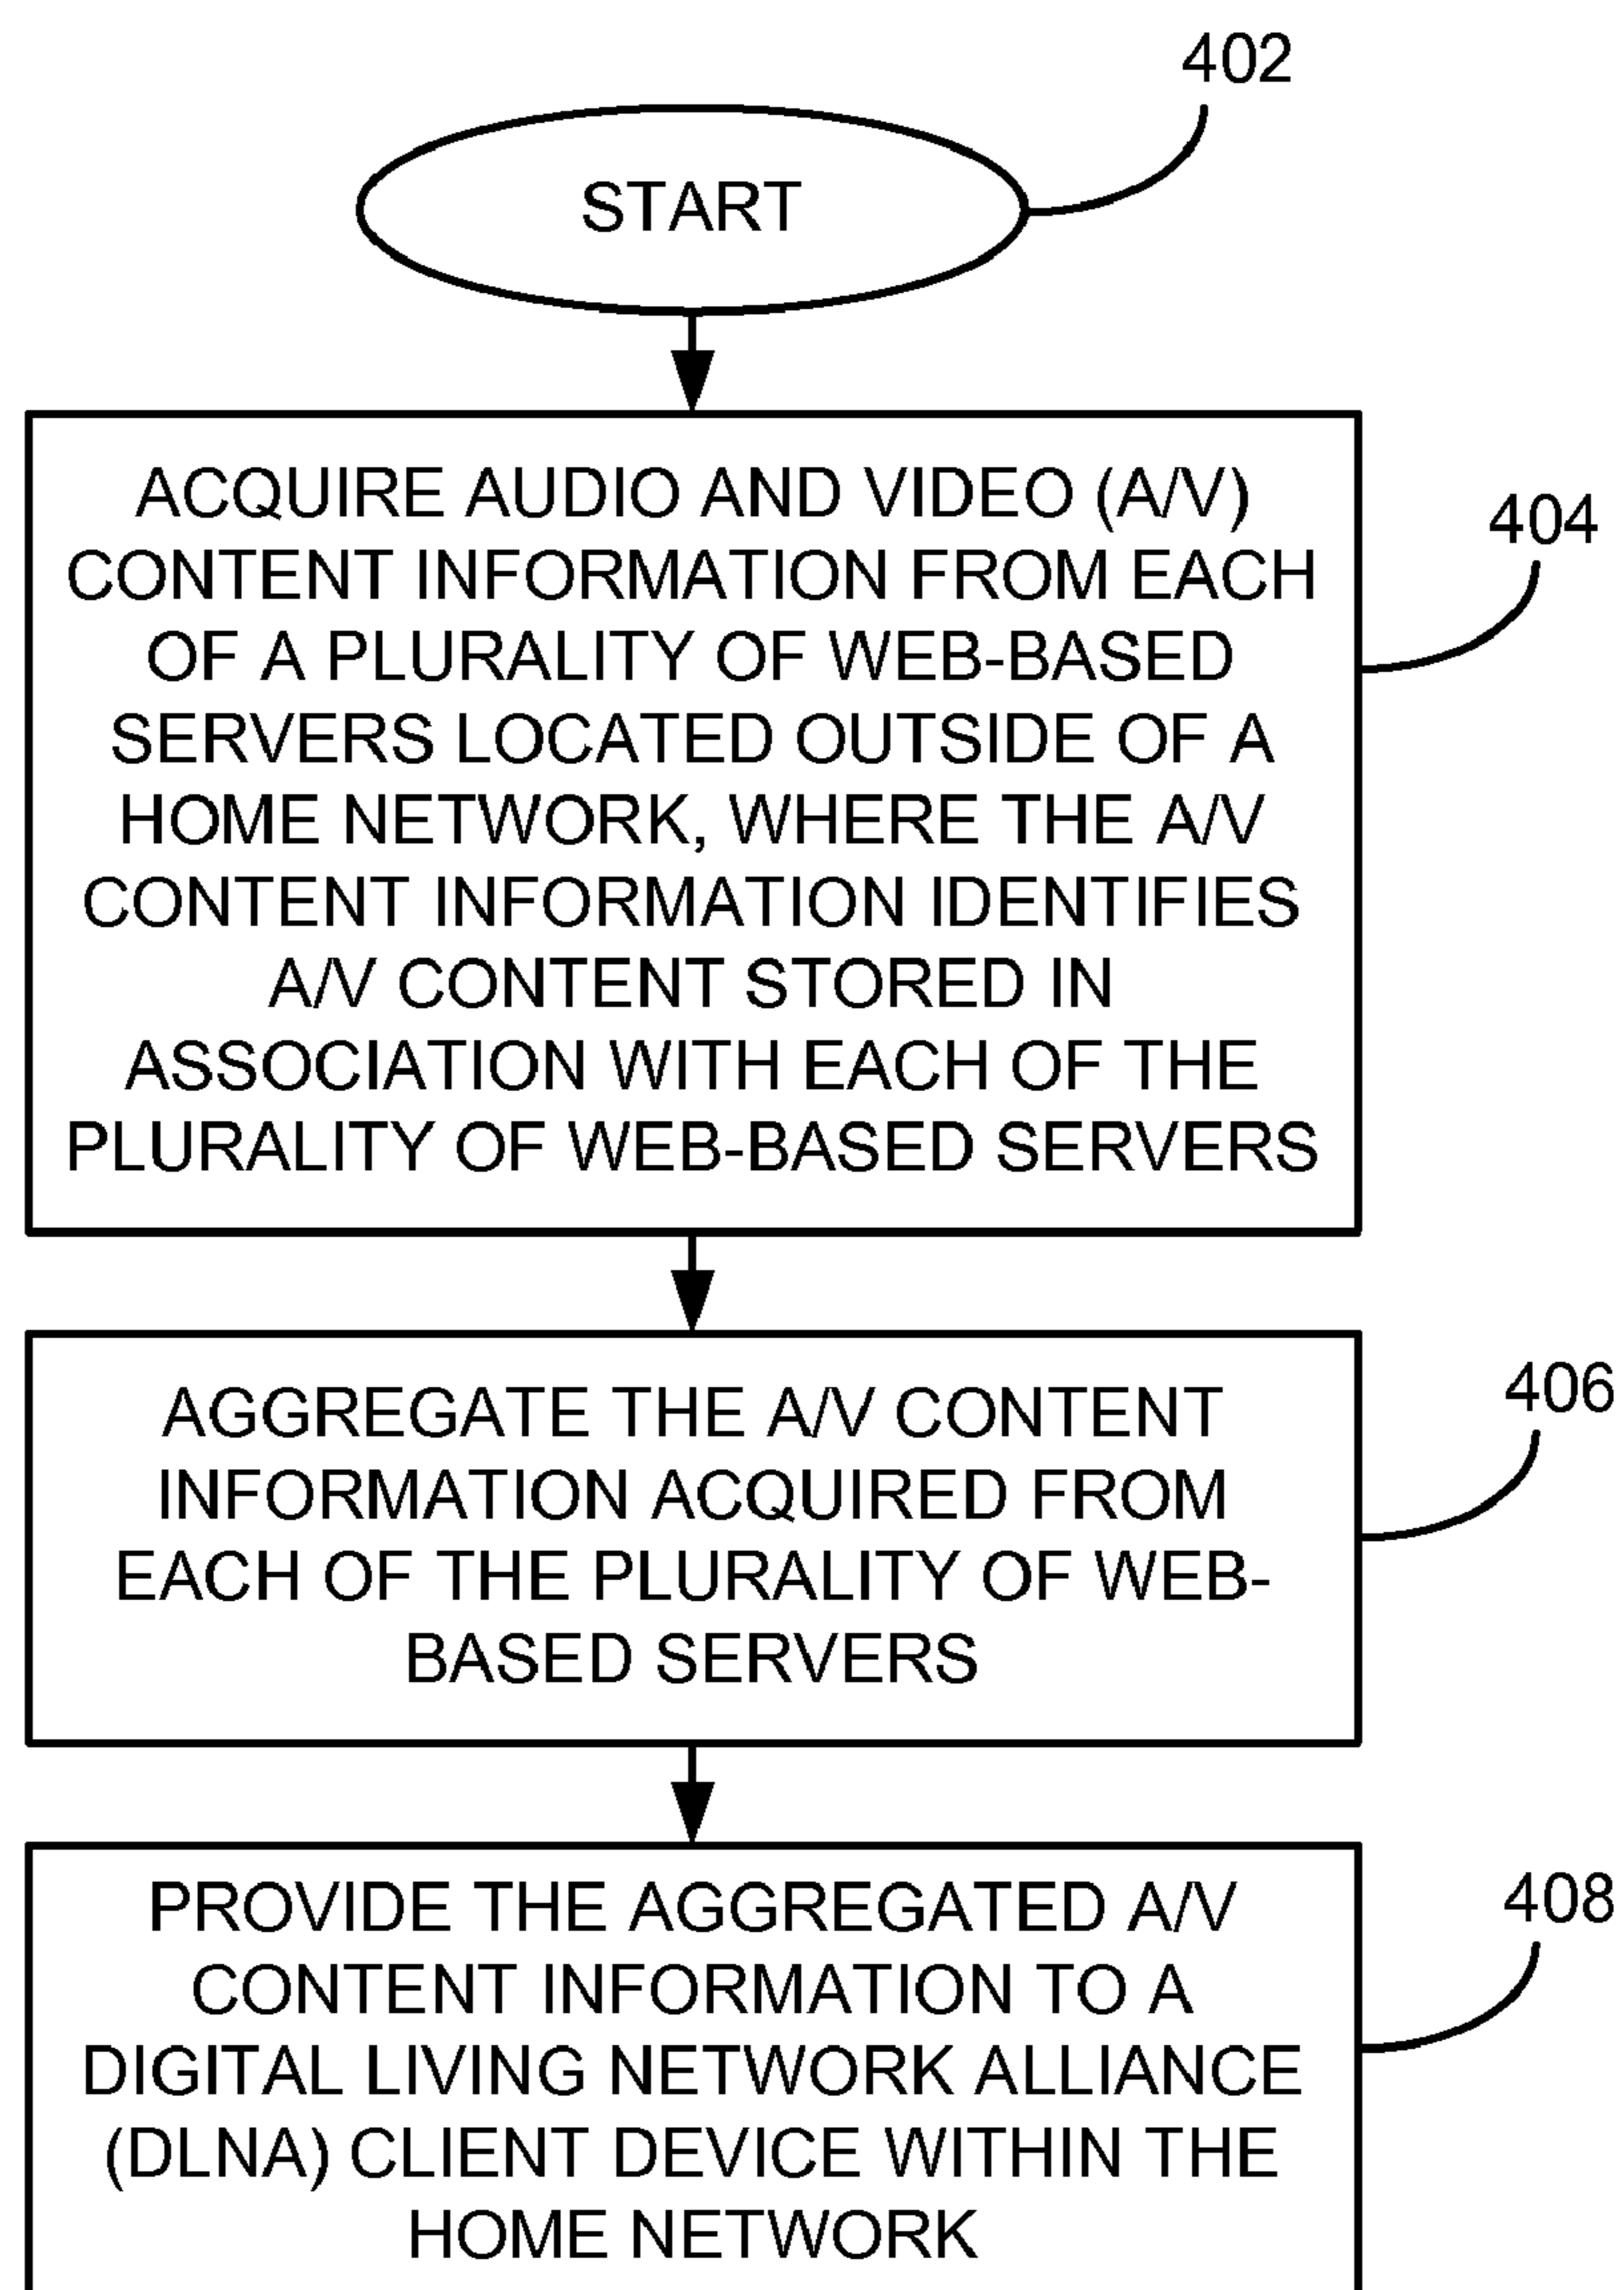 402
START
ACQUIRE AUDIO AND VIDEO (A/V)
CONTENT INFORMATION FROM EACH
OF A PLURALITY OF WEB-BASED
SERVERS LOCATED OUTSIDE OF A
HOME NETWORK, WHERE THE A/V
CONTENT INFORMATION IDENTIFIES
A/V CONTENT STORED IN
ASSOCIATION WITH EACH OF THE
PLURALITY OF WEB-BASED SERVERS
404
AGGREGATE THE A/V CONTENT
INFORMATION ACQUIRED FROM
EACH OF THE PLURALITY OF WEB-
BASED SERVERS
406
PROVIDE THE AGGREGATED A/V
CONTENT INFORMATION TO A
DIGITAL LIVING NETWORK ALLIANCE
(DLNA) CLIENT DEVICE WITHIN THE
HOME NETWORK
408